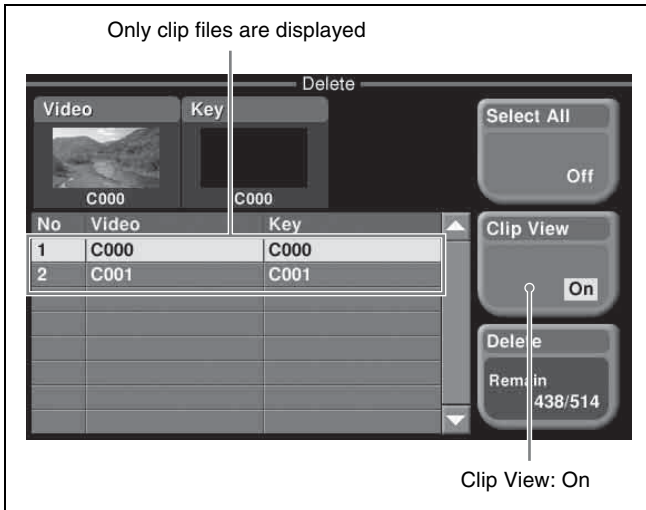 Only clip files are displayed
Delete
Video Key
C000 C000
Select All
Off
No Video Key
1 C000 C000
2 C001 C001
Clip View
On
Delete
Remain
438/514
Clip View: On